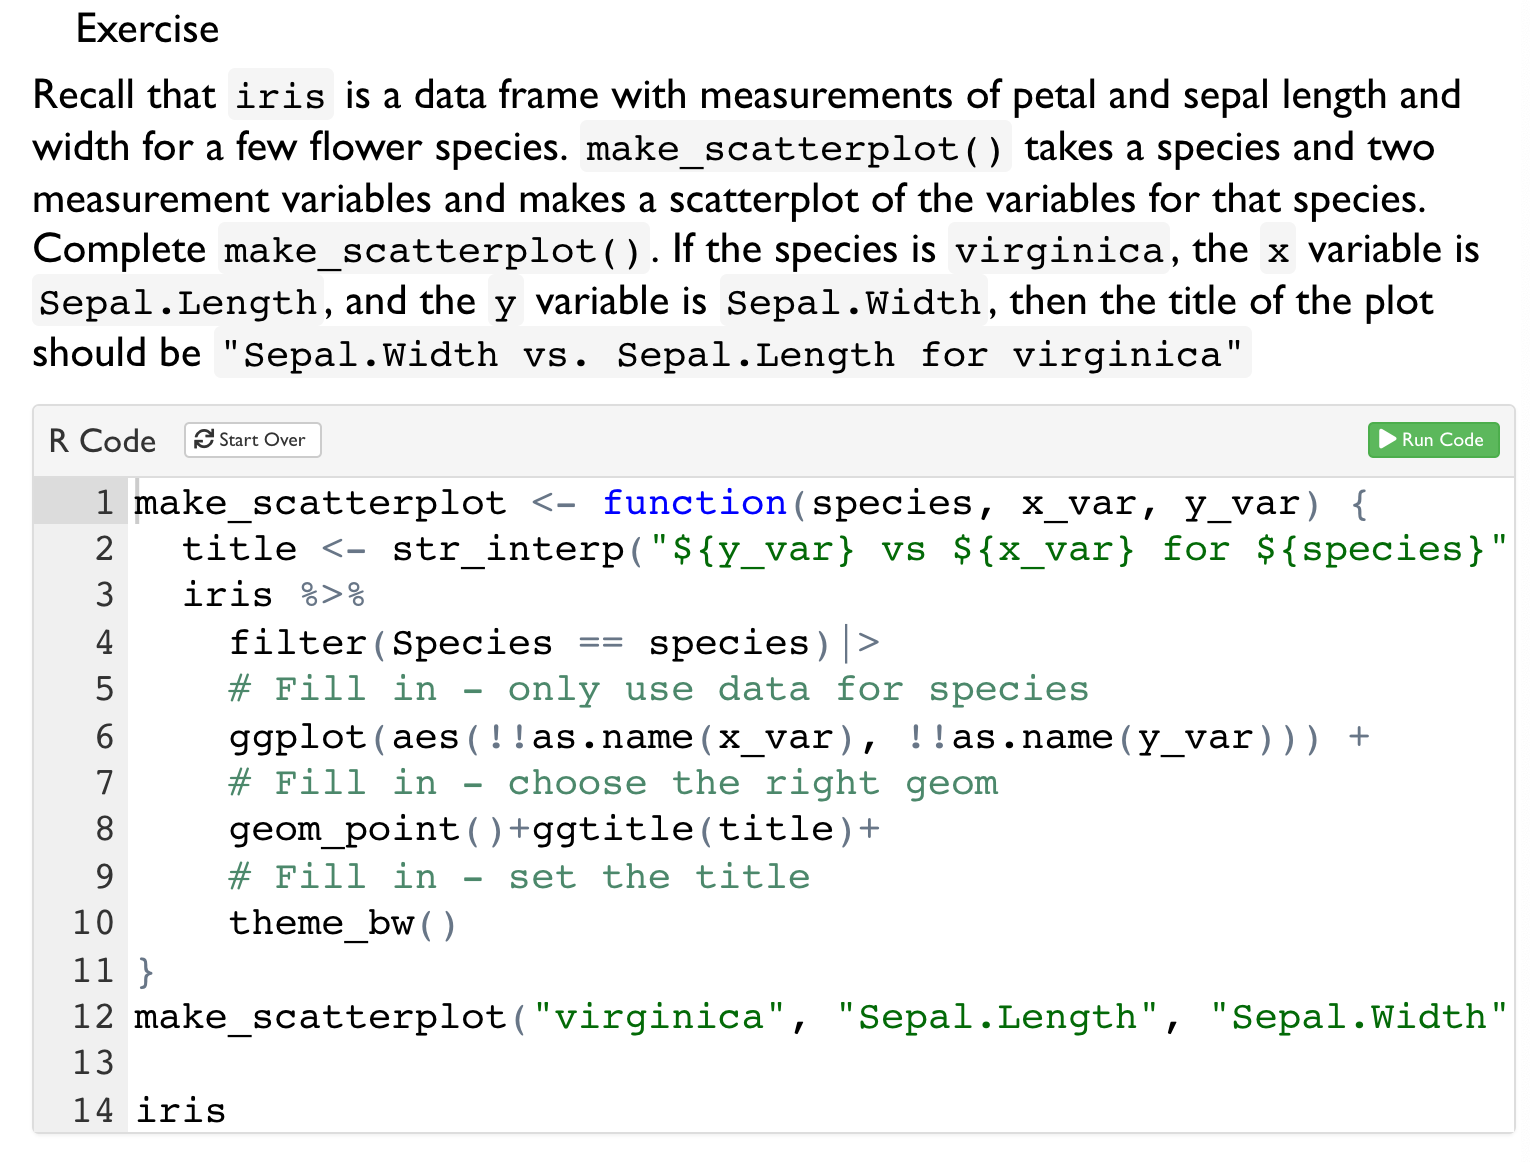 Exercise
Recall that iris is a data frame with measurements of petal and sepal length and
width for a few flower species. make_scatterplot() takes a species and two
measurement variables and makes a scatterplot of the variables for that species.
Complete make_scatterplot(). If the species is virginica, the x variable is
Sepal.Length, and the y variable is Sepal.Width, then the title of the plot
should be "Sepal.Width vs. Sepal.Length for virginica"
R Code Start Over Run Code
1 make_scatterplot <- function(species, x_var, y_var) {
2 title <- str_interp("${y_var} vs ${x_var} for ${species}"
3 iris %>%
4 filter(Species == species)|>
5 # Fill in - only use data for species
6 ggplot(aes(!!as.name(x_var), !!as.name(y_var))) +
7 # Fill in - choose the right geom
8 geom_point()+ggtitle(title)+
9 # Fill in - set the title
10 theme_bw()
11 }
12 make_scatterplot("virginica", "Sepal.Length", "Sepal.Width"
13
14 iris